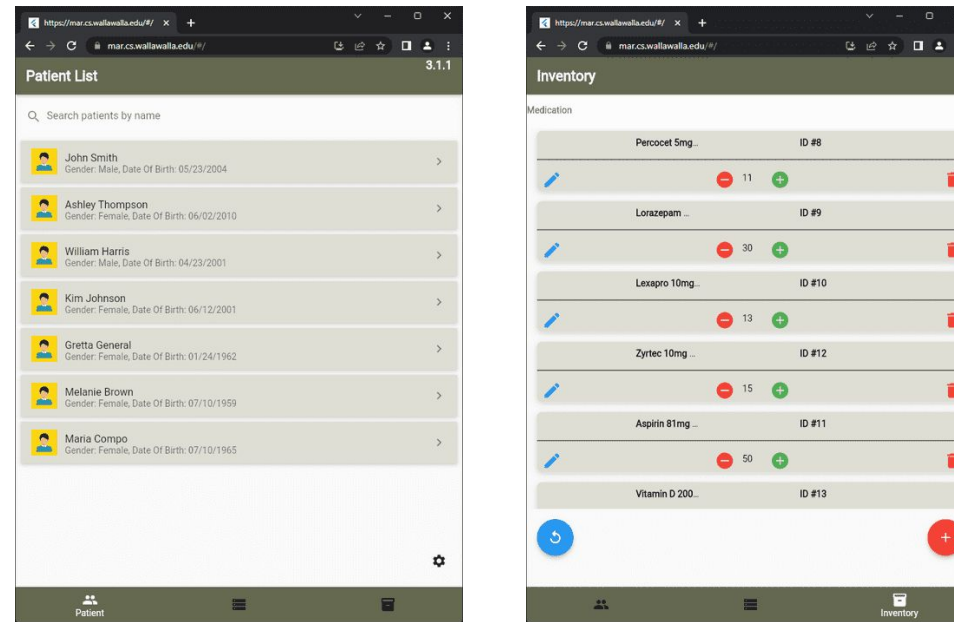 https://mar.cs.wallawalla.edu/#/
mar.cs.wallawalla.edu/#/
3.1.1
Patient List
Search patients by name
John Smith
Gender: Male, Date Of Birth: 05/23/2004
Ashley Thompson
Gender: Female, Date Of Birth: 06/02/2010
William Harris
Gender: Male, Date Of Birth: 04/23/2001
Kim Johnson
Gender: Female, Date Of Birth: 06/12/2001
Gretta General
Gender: Female, Date Of Birth: 01/24/1962
Melanie Brown
Gender: Female, Date Of Birth: 07/10/1959
Maria Compo
Gender: Female, Date Of Birth: 07/10/1965
Patient
https://mar.cs.wallawalla.edu/#/
mar.cs.wallawalla.edu/#/
Inventory
Medication
Percocet 5mg... ID #8
11
Lorazepam ... ID #9
30
Lexapro 10mg... ID #10
13
Zyrtec 10mg ... ID #12
15
Aspirin 81mg ... ID #11
50
Vitamin D 200... ID #13
Inventory